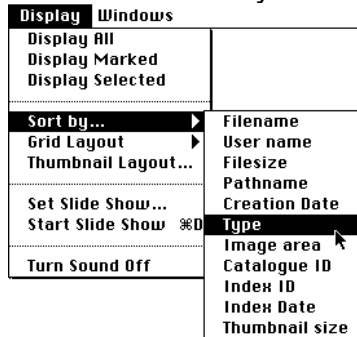 Display Windows
Display All
Display Marked
Display Selected
Sort by...
Grid Layout
Thumbnail Layout...
Set Slide Show...
Start Slide Show ⌘D
Turn Sound Off
Filename
User name
Filesize
Pathname
Creation Date
Type
Image area
Catalogue ID
Index ID
Index Date
Thumbnail size